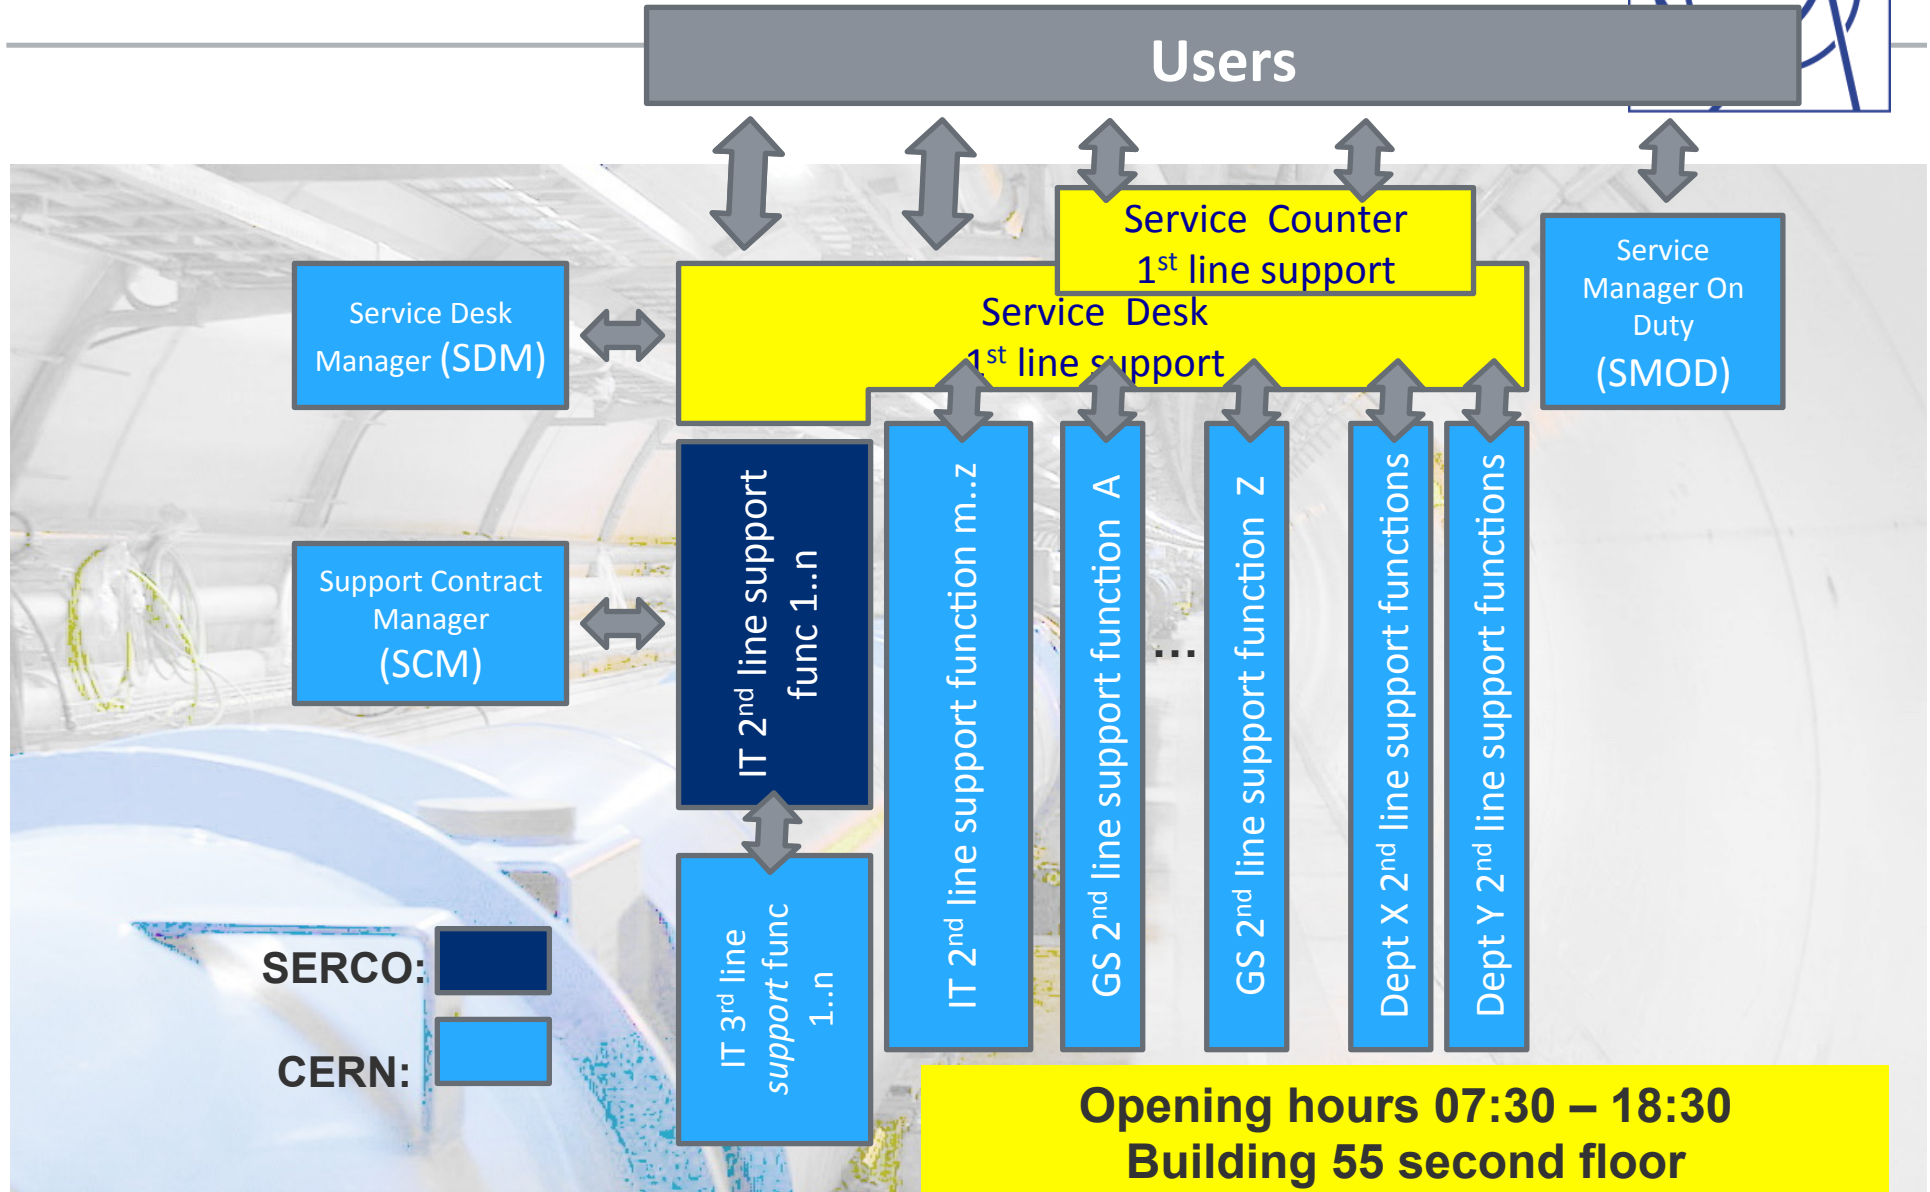 Users
Service Counter
1st line support
Service Desk
1st line support
Service Desk
Manager (SDM)
Service
Manager On
Duty
(SMOD)
Support Contract
Manager
(SCM)
IT 2nd line support
func 1..n
IT 3rd line
support func
1..n
IT 2nd line support function m..z
GS 2nd line support function A
...
GS 2nd line support function Z
Dept X 2nd line support functions
Dept Y 2nd line support functions
SERCO:
CERN:
Opening hours 07:30 – 18:30
Building 55 second floor